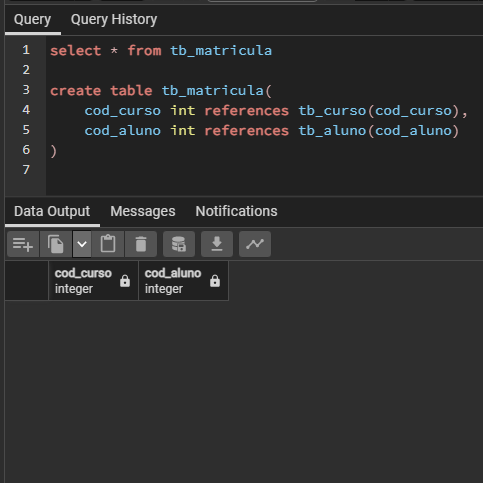 Query Query History
1 select * from tb_matricula
2
3 create table tb_matricula(
4 cod_curso int references tb_curso(cod_curso),
5 cod_aluno int references tb_aluno(cod_aluno)
6 )
7
Data Output Messages Notifications
cod_curso cod_aluno
integer integer